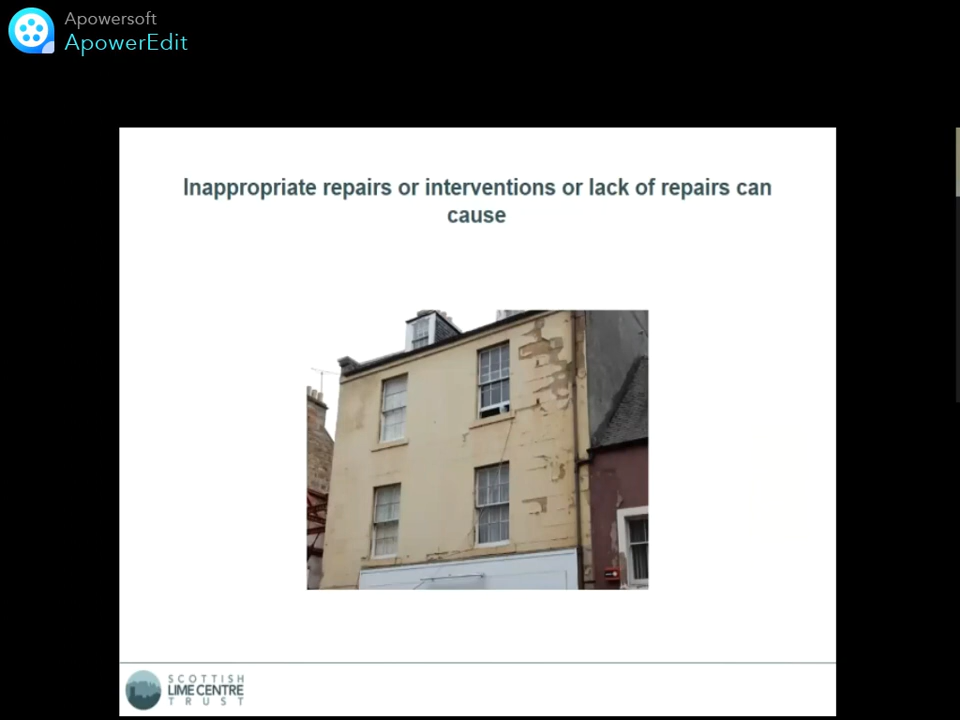 Apowersoft
ApowerEdit
Inappropriate repairs or interventions or lack of repairs can
cause
SCOTTISH
LIME CENTRE
TRUST